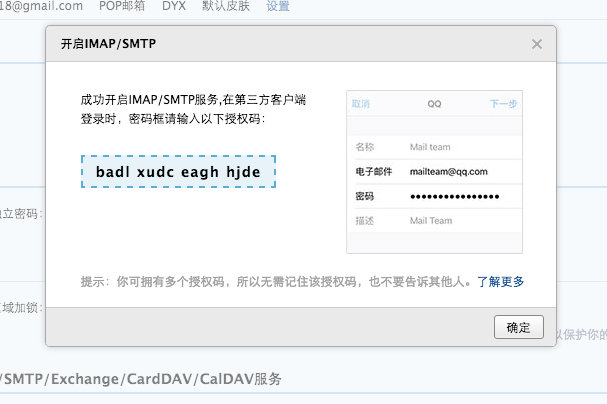 18@gmail.com POP邮箱 DYX 默认皮肤 设置
开启IMAP/SMTP
成功开启IMAP/SMTP服务,在第三方客户端
登录时，密码框请输入以下授权码：
badl xudc eagh hjde
取消 QQ 下一步
名称 Mail team
电子邮件 mailteam@qq.com
密码 ●●●●●●●●●●●●●●●●
描述 Mail Team
立密码：
提示：你可拥有多个授权码，所以无需记住该授权码，也不要告诉其他人。了解更多
域加锁：
确定
以保护你的
/SMTP/Exchange/CardDAV/CalDAV服务